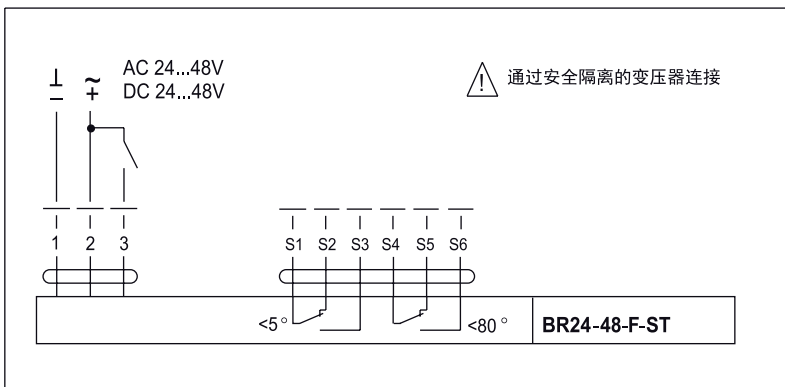 AC 24...48V
DC 24...48V
⊥ ~
− +
通过安全隔离的变压器连接
1 2 3 S1 S2 S3 S4 S5 S6
<5° <80° BR24-48-F-ST